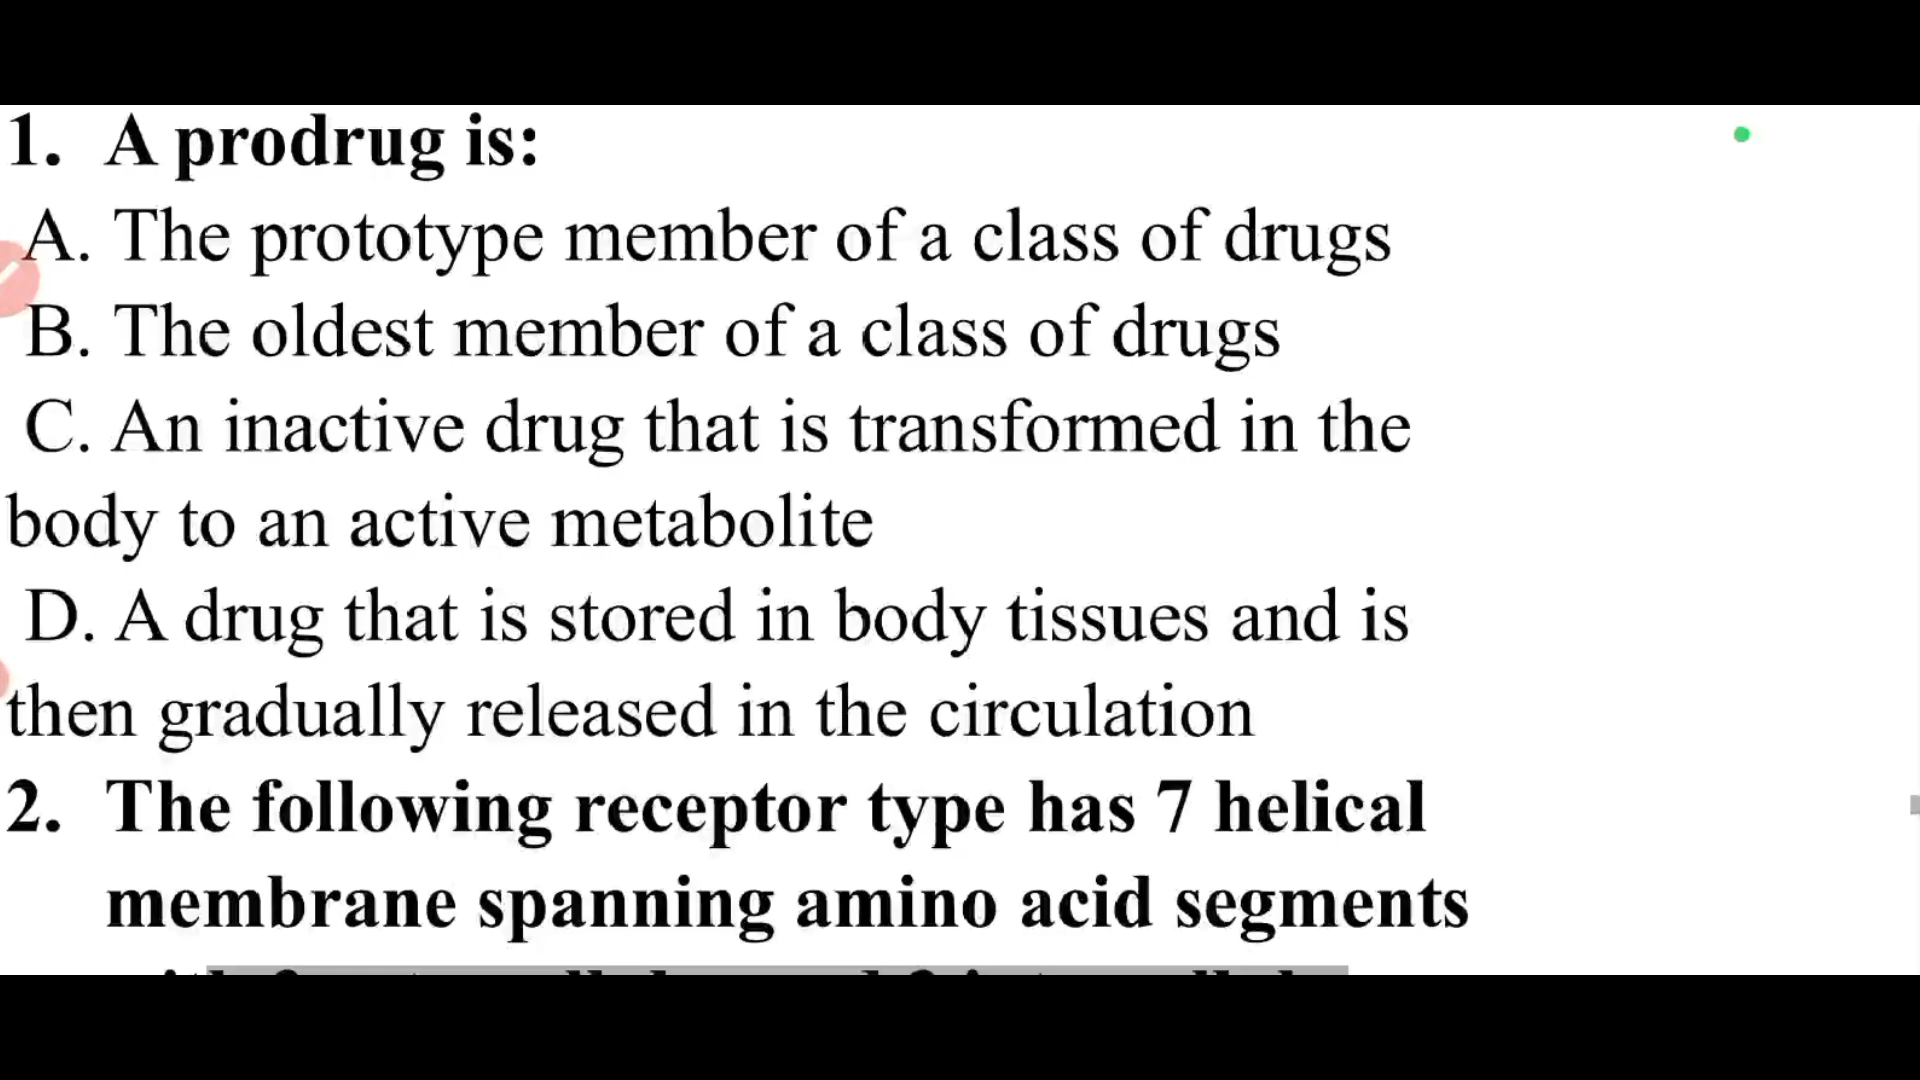 1. A prodrug is:
A. The prototype member of a class of drugs
B. The oldest member of a class of drugs
C. An inactive drug that is transformed in the
body to an active metabolite
D. A drug that is stored in body tissues and is
then gradually released in the circulation
2. The following receptor type has 7 helical
membrane spanning amino acid segments